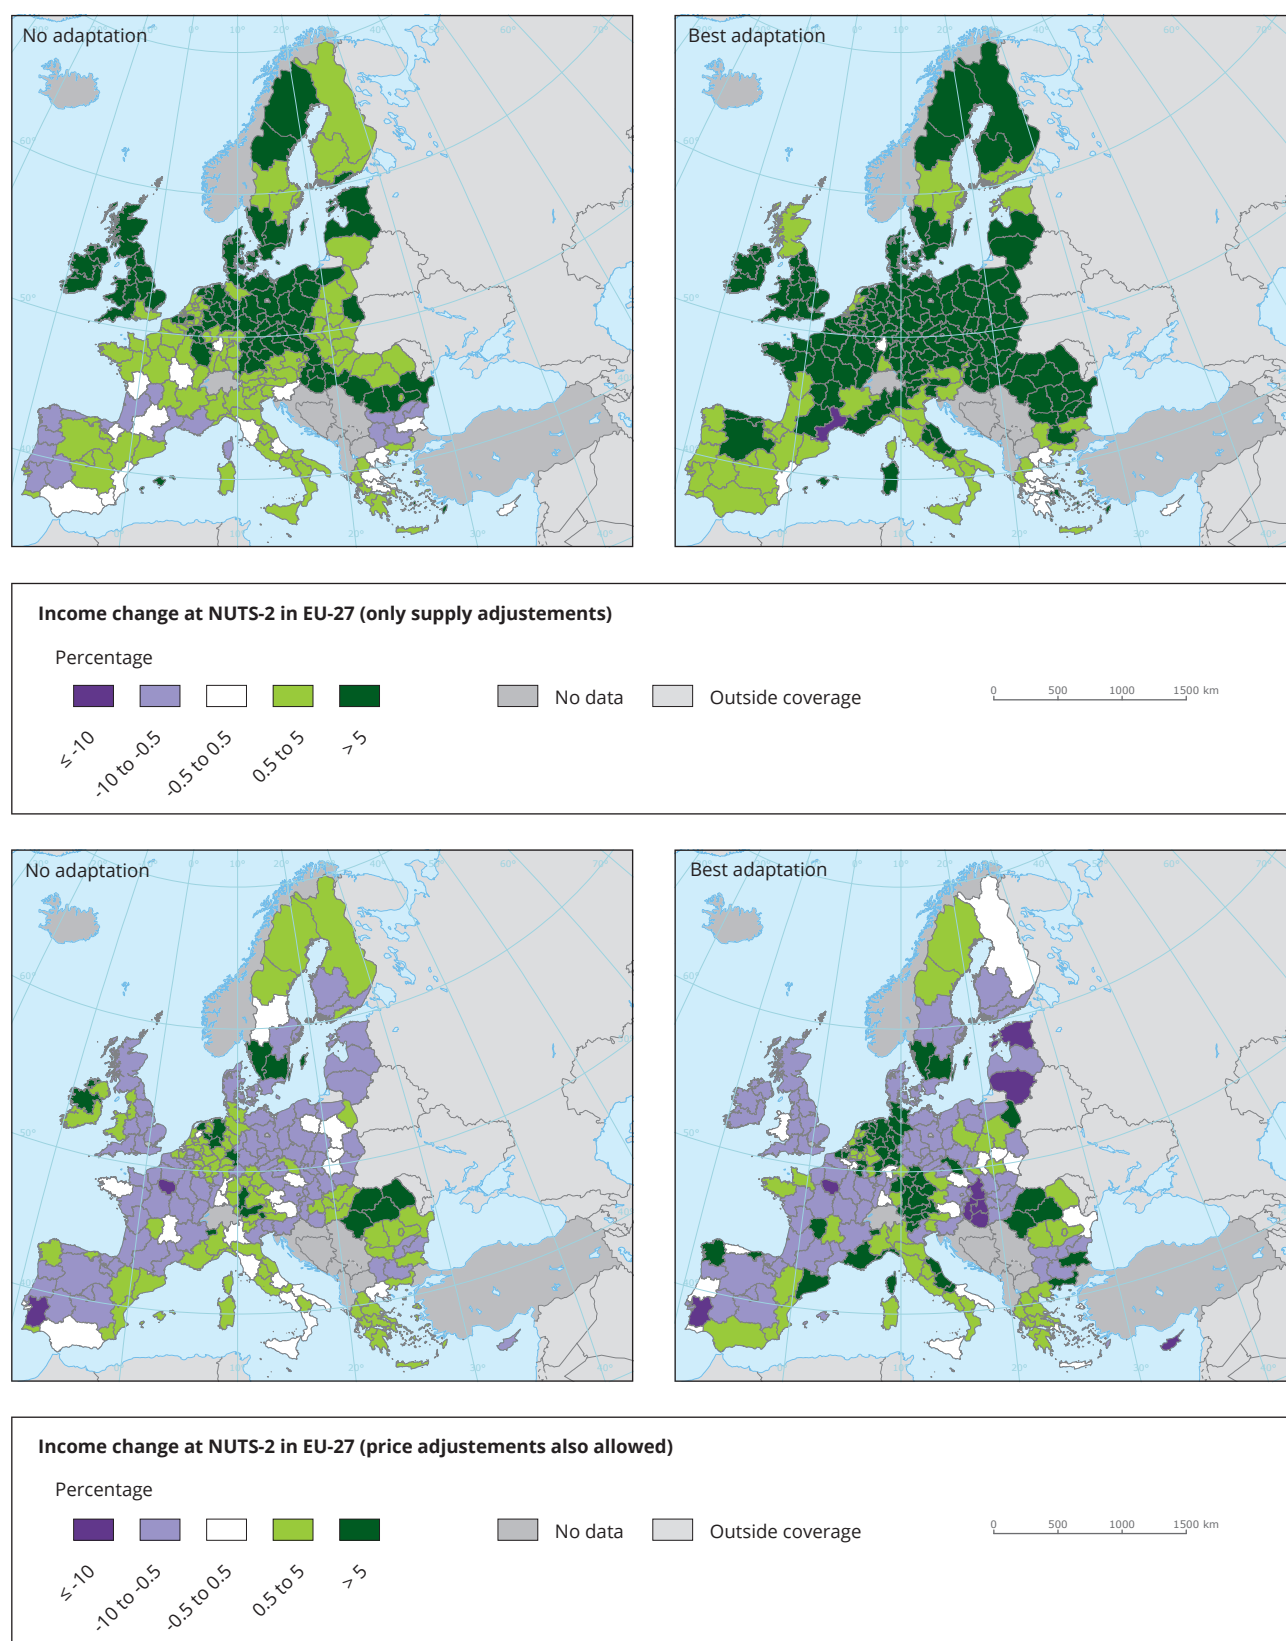 No adaptation
Best adaptation
Income change at NUTS-2 in EU-27 (only supply adjustements)
Percentage
No data
Outside coverage
0 500 1000 1500 km
≤ -10
-10 to -0.5
-0.5 to 0.5
0.5 to 5
> 5
No adaptation
Best adaptation
Income change at NUTS-2 in EU-27 (price adjustements also allowed)
Percentage
No data
Outside coverage
0 500 1000 1500 km
≤ -10
-10 to -0.5
-0.5 to 0.5
0.5 to 5
> 5